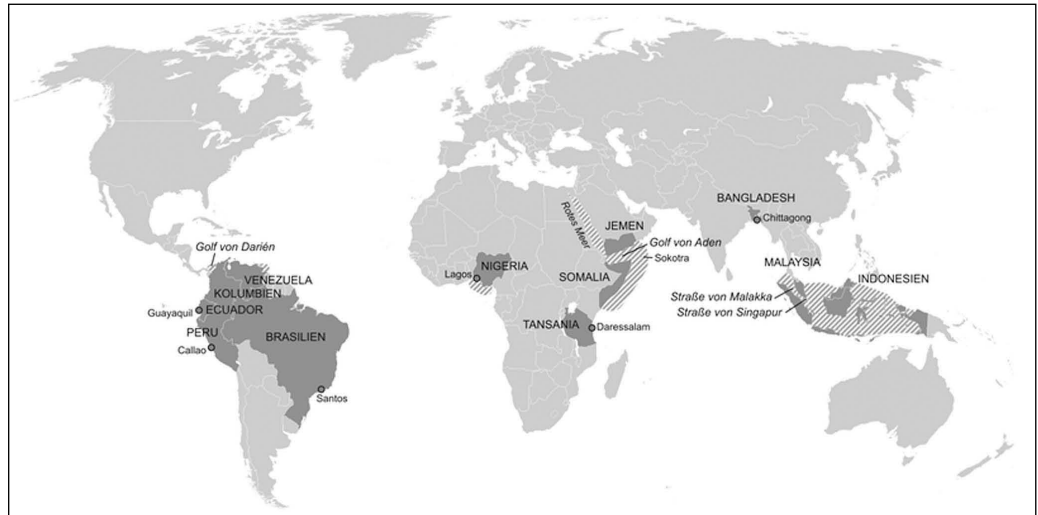 BANGLADESH
Chittagong
Rotes Meer
JEMEN
Golf von Aden
Sokotra
Golf von Darién
MALAYSIA
NIGERIA
Lagos
SOMALIA
INDONESIEN
VENEZUELA
KOLUMBIEN
Straße von Malakka
Guayaquil
ECUADOR
Straße von Singapur
PERU
BRASILIEN
TANSANIA
Daressalam
Callao
Santos